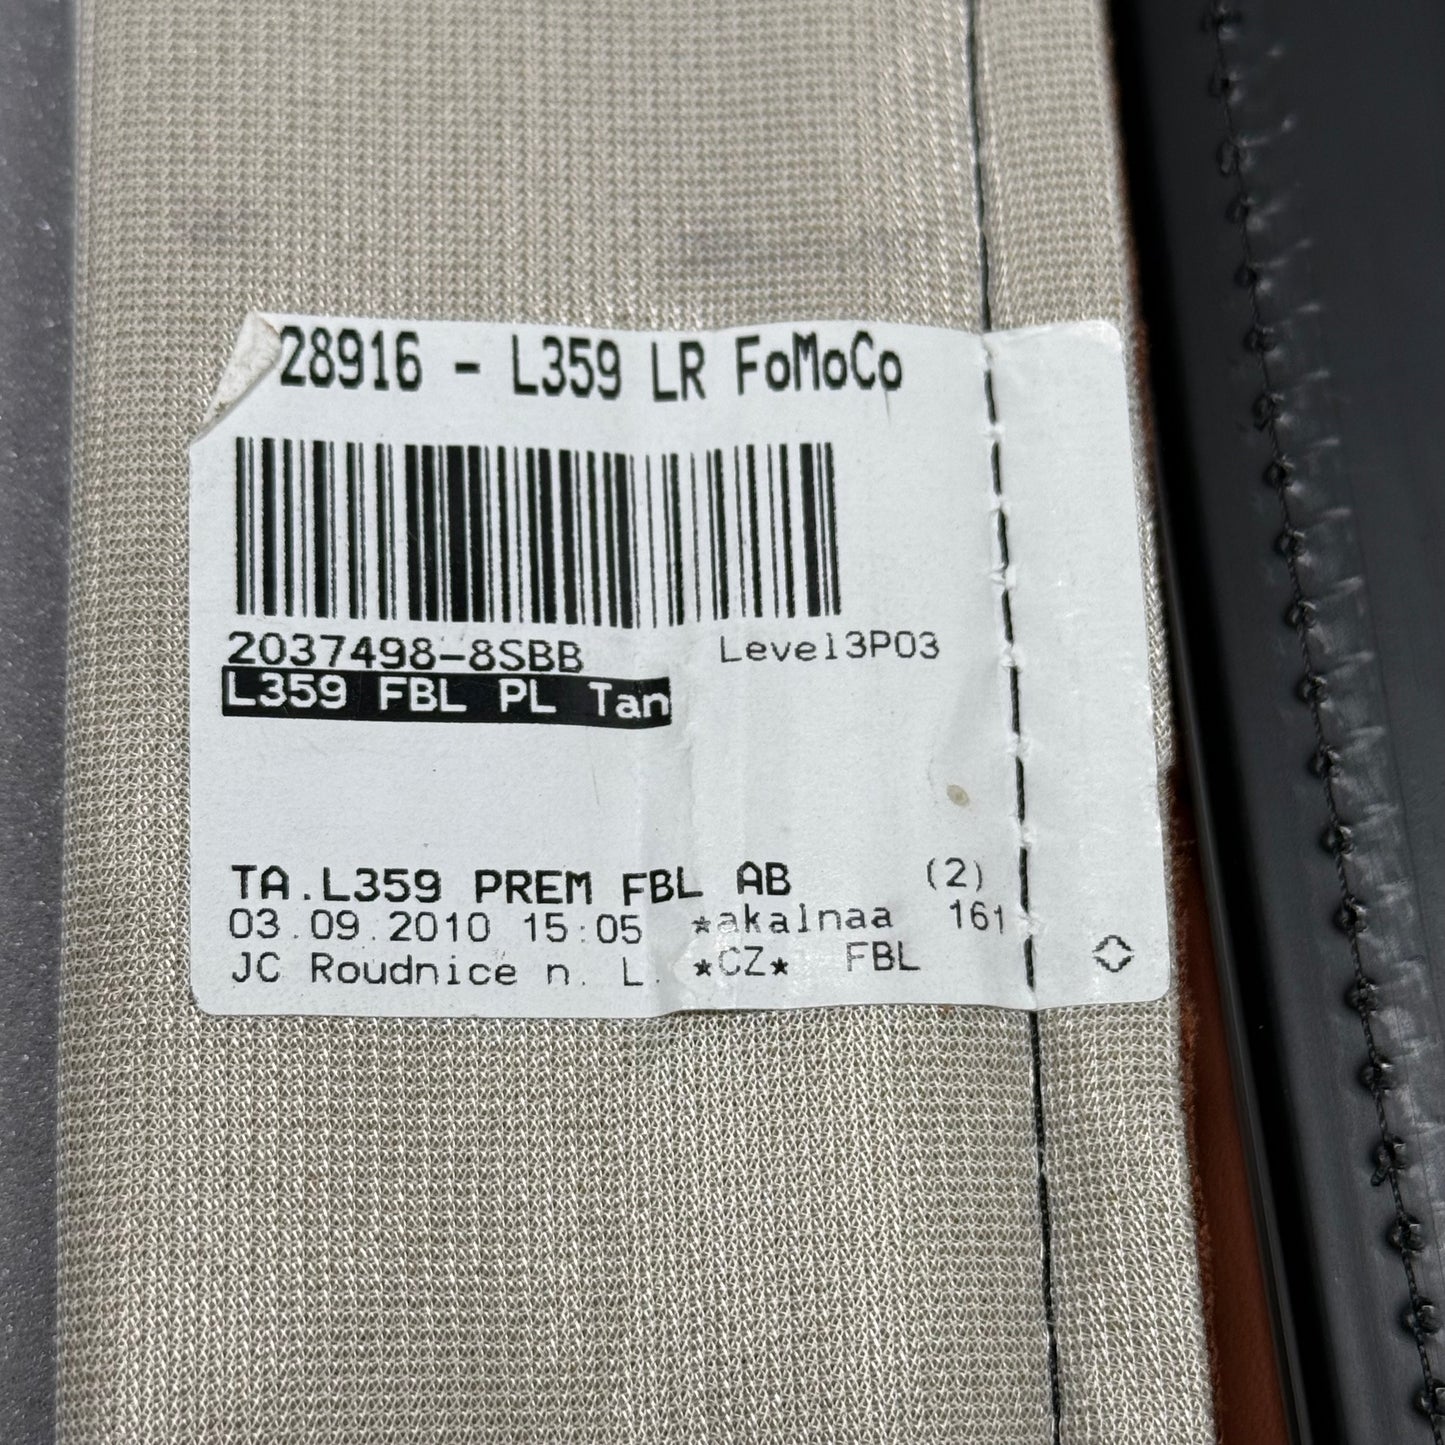 28916 - L359 LR FoMoCo
2037498-8SBB Level3P03
L359 FBL PL Tan
TA.L359 PREM FBL AB (2)
03.09.2010 15:05 *akalnaa 161
JC Roudnice n. L. *CZ* FBL